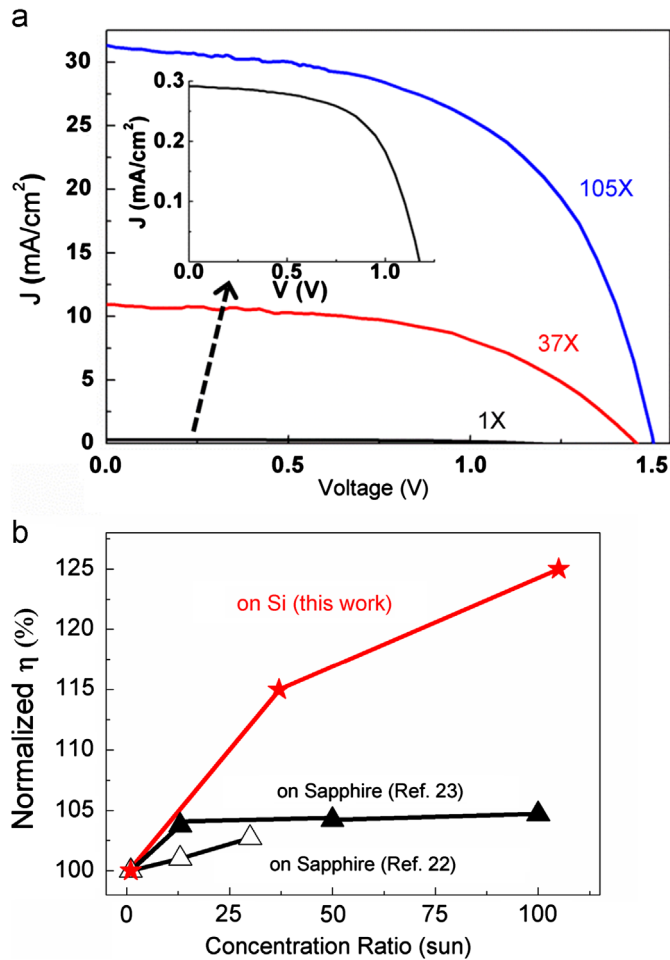 a
30
25
20
15
10
5
0
J (mA/cm²)
0.3
0.2
0.1
J (mA/cm²)
0.0
0.5
1.0
V (V)
105X
37X
1X
0.0
0.5
1.0
1.5
Voltage (V)
b
125
120
115
110
105
100
Normalized η (%)
on Si (this work)
on Sapphire (Ref. 23)
on Sapphire (Ref. 22)
0
25
50
75
100
Concentration Ratio (sun)